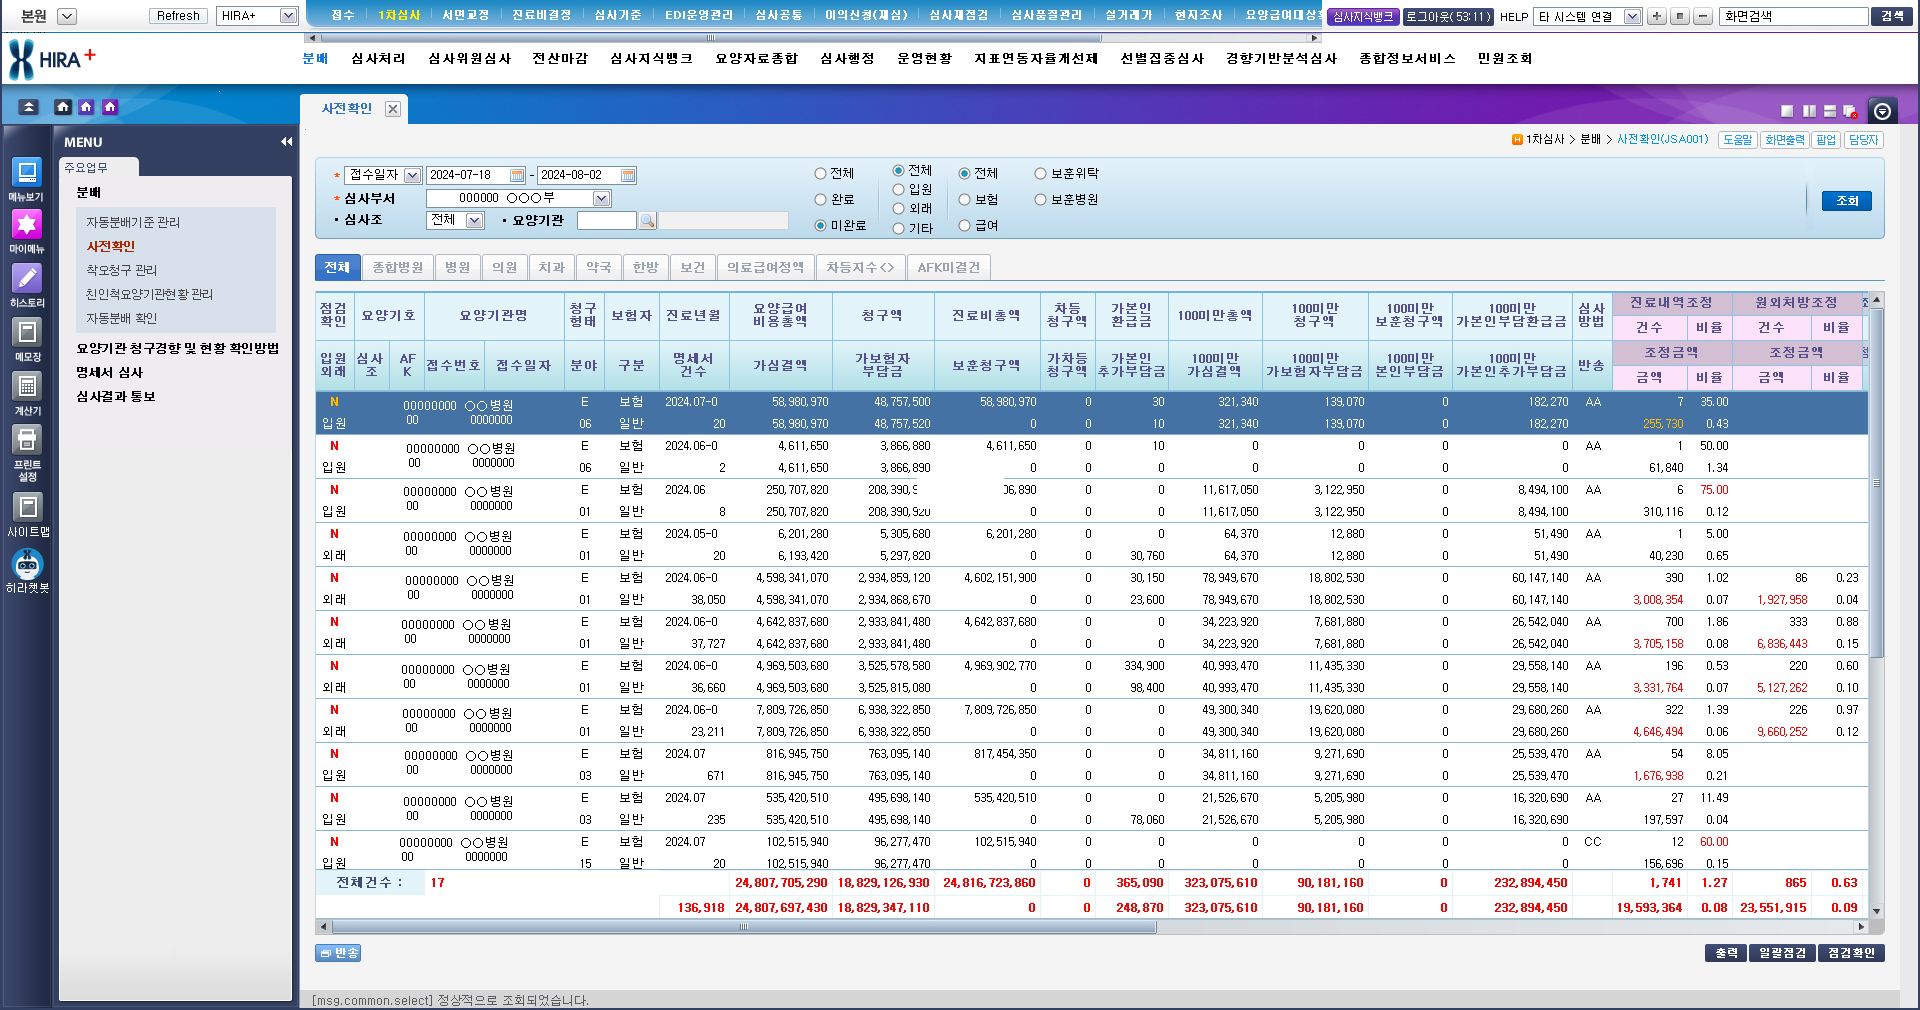 본원 Refresh HIRA+ 접수 1차심사 서면교정 진료비결정 심사기준 EDI운영관리 심사공통 이의신청(재심) 심사재점검 심사품질관리 실거래가 현지조사 요양급여대상 심사지식뱅크 로그아웃(53:11) HELP 타 시스템 연결 화면검색 검색
HIRA+ 분배 심사처리 심사위원심사 전산마감 심사지식뱅크 요양자료종합 심사행정 운영현황 지표연동자율개선제 선별집중심사 경향기반분석심사 종합정보서비스 민원조회
사전확인
1차심사 > 분배 > 사전확인(JSA001) 도움말 화면출력 팝업 담당자
MENU
주요업무
분배
자동분배기준 관리
사전확인
착오청구 관리
친인척요양기관현황 관리
자동분배 확인
요양기관 청구경향 및 현황 확인방법
명세서 심사
심사결과 통보
메뉴보기
마이메뉴
히스토리
메모장
계산기
프린트
설정
사이트맵
히라챗봇
* 접수일자 2024-07-18 - 2024-08-02
* 심사부서 000000 ○○○부
· 심사조 전체 · 요양기관
전체 완료 미완료
전체 입원 외래 기타
전체 보험 급여
보훈위탁 보훈병원
조회
전체 종합병원 병원 의원 치과 약국 한방 보건 의료급여정액 차등지수<> AFK미결건
점검확인 요양기호 요양기관명 청구형태 보험자 진료년월 요양급여비용총액 청구액 진료비총액 차등청구액 가본인환급금 100미만총액 100미만청구액 100미만보훈청구액 100미만가본인부담환급금 심사방법 진료내역조정 원외처방조정
건수 비율 건수 비율
입원외래 심사조 AFK 접수번호 접수일자 분야 구분 명세서건수 가심결액 가보험자부담금 보훈청구액 가차등청구액 가본인추가부담금 100미만가심결액 100미만가보험자부담금 100미만본인부담금 100미만가본인추가부담금 반송 조정금액 조정금액
금액 비율 금액 비율
N 00000000 ○○병원 E 보험 2024.07-0 58,980,970 48,757,500 58,980,970 0 30 321,340 139,070 0 182,270 AA 7 35.00
입원 00 0000000 06 일반 20 58,980,970 48,757,520 0 0 10 321,340 139,070 0 182,270 255,730 0.43
N 00000000 ○○병원 E 보험 2024.06-0 4,611,650 3,866,880 4,611,650 0 10 0 0 0 0 AA 1 50.00
입원 00 0000000 06 일반 2 4,611,650 3,866,890 0 0 0 0 0 0 0 61,840 1.34
N 00000000 ○○병원 E 보험 2024.06 250,707,820 208,390, 06,890 0 0 11,617,050 3,122,950 0 8,494,100 AA 6 75.00
입원 00 0000000 01 일반 8 250,707,820 208,390,920 0 0 0 11,617,050 3,122,950 0 8,494,100 310,116 0.12
N 00000000 ○○병원 E 보험 2024.05-0 6,201,280 5,305,680 6,201,280 0 0 64,370 12,880 0 51,490 AA 1 5.00
외래 00 0000000 01 일반 20 6,193,420 5,297,820 0 0 30,760 64,370 12,880 0 51,490 40,230 0.65
N 00000000 ○○병원 E 보험 2024.06-0 4,598,341,070 2,934,859,120 4,602,151,900 0 30,150 78,949,670 18,802,530 0 60,147,140 AA 390 1.02 86 0.23
외래 00 0000000 01 일반 38,050 4,598,341,070 2,934,868,670 0 0 23,600 78,949,670 18,802,530 0 60,147,140 3,008,354 0.07 1,927,958 0.04
N 00000000 ○○병원 E 보험 2024.06-0 4,642,837,680 2,933,841,480 4,642,837,680 0 0 34,223,920 7,681,880 0 26,542,040 AA 700 1.86 333 0.88
외래 00 0000000 01 일반 37,727 4,642,837,680 2,933,841,480 0 0 0 34,223,920 7,681,880 0 26,542,040 3,705,158 0.08 6,836,443 0.15
N 00000000 ○○병원 E 보험 2024.06-0 4,969,503,680 3,525,578,580 4,969,902,770 0 334,900 40,993,470 11,435,330 0 29,558,140 AA 196 0.53 220 0.60
외래 00 0000000 01 일반 36,660 4,969,503,680 3,525,815,080 0 0 98,400 40,993,470 11,435,330 0 29,558,140 3,331,764 0.07 5,127,262 0.10
N 00000000 ○○병원 E 보험 2024.06-0 7,809,726,850 6,938,322,850 7,809,726,850 0 0 49,300,340 19,620,080 0 29,680,260 AA 322 1.39 226 0.97
외래 00 0000000 01 일반 23,211 7,809,726,850 6,938,322,850 0 0 0 49,300,340 19,620,080 0 29,680,260 4,646,494 0.06 9,660,252 0.12
N 00000000 ○○병원 E 보험 2024.07 816,945,750 763,095,140 817,454,350 0 0 34,811,160 9,271,690 0 25,539,470 AA 54 8.05
입원 00 0000000 03 일반 671 816,945,750 763,095,140 0 0 0 34,811,160 9,271,690 0 25,539,470 1,676,938 0.21
N 00000000 ○○병원 E 보험 2024.07 535,420,510 495,698,140 535,420,510 0 0 21,526,670 5,205,980 0 16,320,690 AA 27 11.49
입원 00 0000000 03 일반 235 535,420,510 495,698,140 0 0 78,060 21,526,670 5,205,980 0 16,320,690 197,597 0.04
N 00000000 ○○병원 E 보험 2024.07 102,515,940 96,277,470 102,515,940 0 0 0 0 0 0 CC 12 60.00
입원 00 0000000 15 일반 20 102,515,940 96,277,470 0 0 0 0 0 0 0 156,696 0.15
전체건수 : 17 24,807,705,290 18,829,126,930 24,816,723,860 0 365,090 323,075,610 90,181,160 0 232,894,450 1,741 1.27 865 0.63
136,918 24,807,697,430 18,829,347,110 0 0 248,870 323,075,610 90,181,160 0 232,894,450 19,593,364 0.08 23,551,915 0.09
반송 출력 일괄점검 점검확인
[msg.common.select] 정상적으로 조회되었습니다.